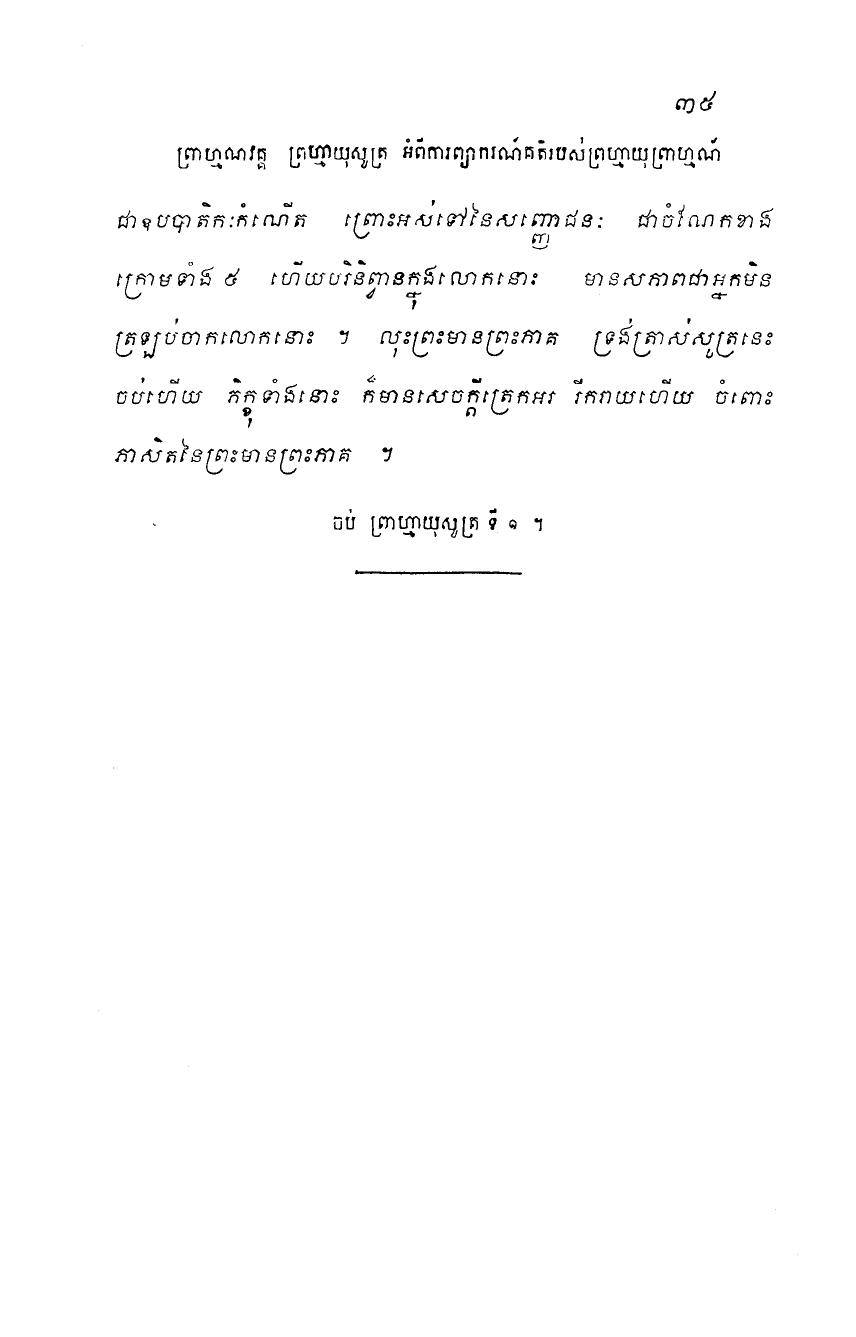 ៣៥
ព្រាហ្មណវគ្គ ព្រហ្មាយុសូត្រ អំពីការព្យាករណ៍គតិរបស់ព្រហ្មាយុព្រាហ្មណ៍
ជាឧបបាតិកៈកំណើត ព្រោះអស់ទៅនៃសញ្ញោជនៈ ជាចំណែកខាង
ក្រោមទាំង ៥ ហើយបរិនិព្វានក្នុងលោកនោះ មានសភាពជាអ្នកមិន
ត្រឡប់ចាកលោកនោះ ។ លុះព្រះមានព្រះភាគ ទ្រង់ត្រាស់សូត្រនេះ
ចប់ហើយ ភិក្ខុទាំងនោះ ក៏មានសេចក្តីត្រេកអរ រីករាយហើយ ចំពោះ
ភាសិតនៃព្រះមានព្រះភាគ ។
ចប់ ព្រាហ្មាយុសូត្រ ទី ១ ។